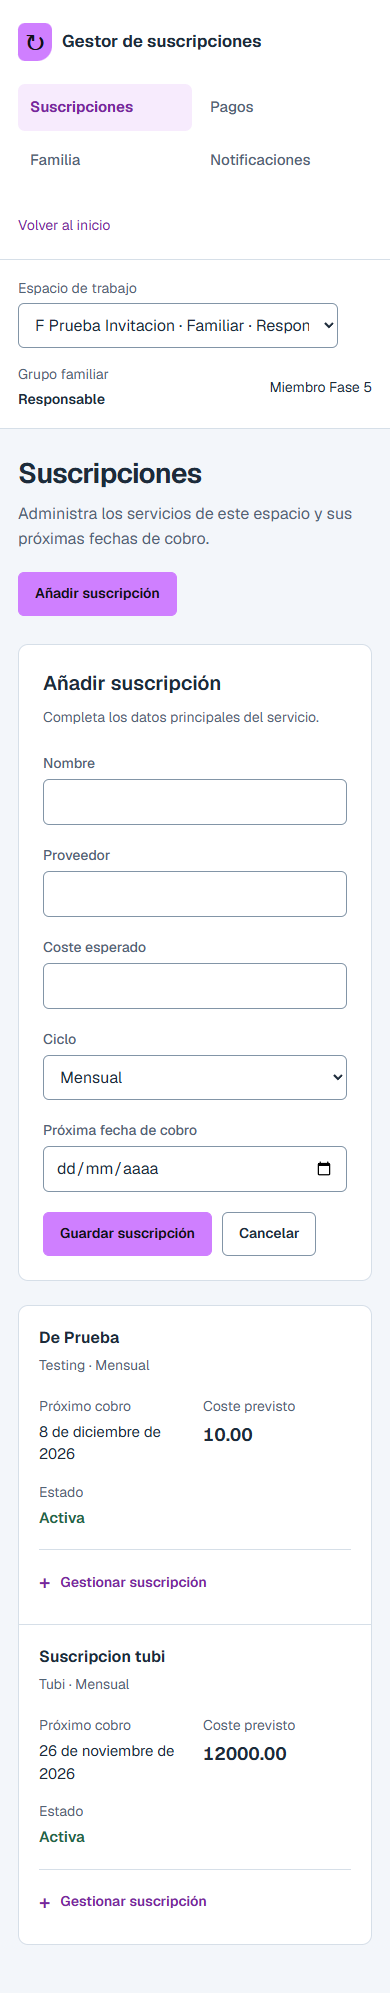 Gestor de suscripciones
Suscripciones
Pagos
Familia
Notificaciones
Volver al inicio
Espacio de trabajo
F Prueba Invitacion · Familiar · Respon
Grupo familiar
Responsable
Miembro Fase 5
Suscripciones
Administra los servicios de este espacio y sus
próximas fechas de cobro.
Añadir suscripción
Añadir suscripción
Completa los datos principales del servicio.
Nombre
Proveedor
Coste esperado
Ciclo
Mensual
Próxima fecha de cobro
dd/mm/aaaa
Guardar suscripción
Cancelar
De Prueba
Testing · Mensual
Próximo cobro
8 de diciembre de
2026
Coste previsto
10.00
Estado
Activa
+ Gestionar suscripción
Suscripcion tubi
Tubi · Mensual
Próximo cobro
26 de noviembre de
2026
Coste previsto
12000.00
Estado
Activa
+ Gestionar suscripción